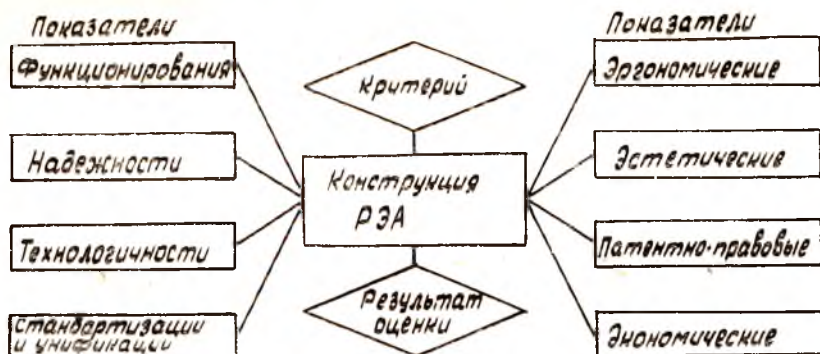 Показатели
Функционирования
Надежности
Технологичности
Стандартизации
и унификации
Критерий
Конструкция
РЭА
Результат
оценки
Показатели
Эргономические
Эстетические
Патентно-правовые
Экономические